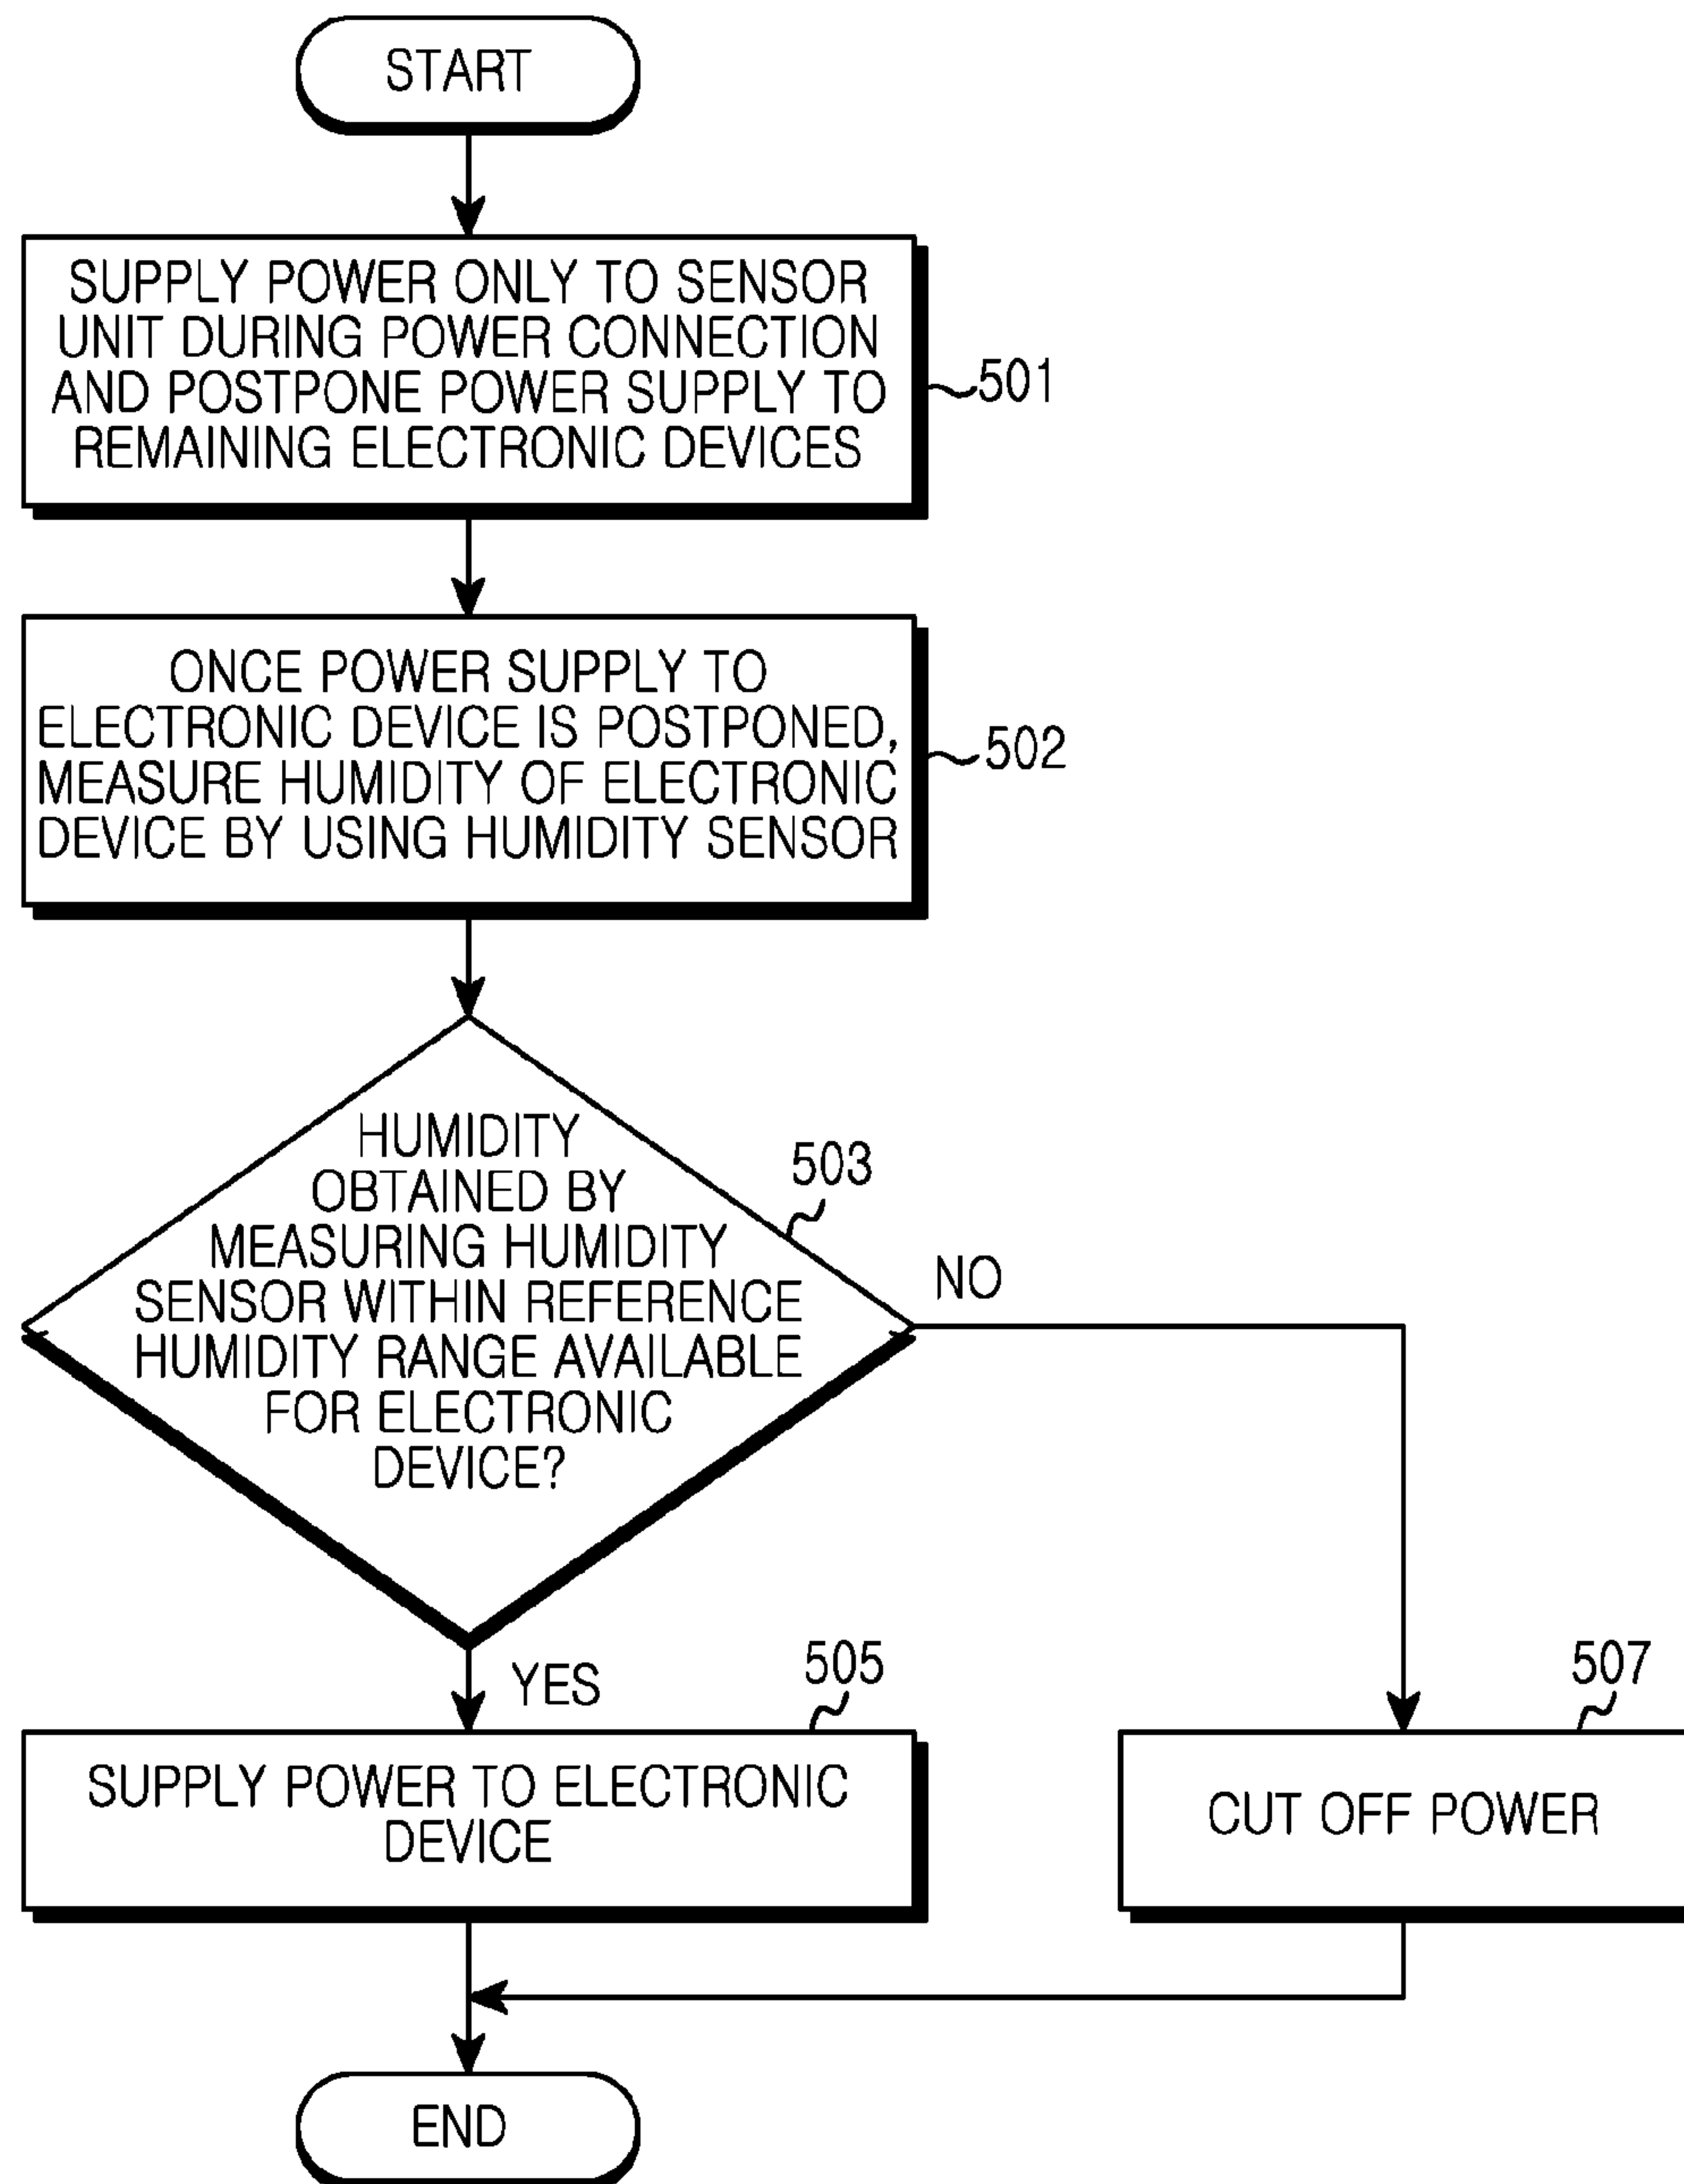 START
SUPPLY POWER ONLY TO SENSOR
UNIT DURING POWER CONNECTION
AND POSTPONE POWER SUPPLY TO
REMAINING ELECTRONIC DEVICES
501
ONCE POWER SUPPLY TO
ELECTRONIC DEVICE IS POSTPONED,
MEASURE HUMIDITY OF ELECTRONIC
DEVICE BY USING HUMIDITY SENSOR
502
HUMIDITY
OBTAINED BY
MEASURING HUMIDITY
SENSOR WITHIN REFERENCE
HUMIDITY RANGE AVAILABLE
FOR ELECTRONIC
DEVICE?
503
NO
YES
505
SUPPLY POWER TO ELECTRONIC
DEVICE
507
CUT OFF POWER
END